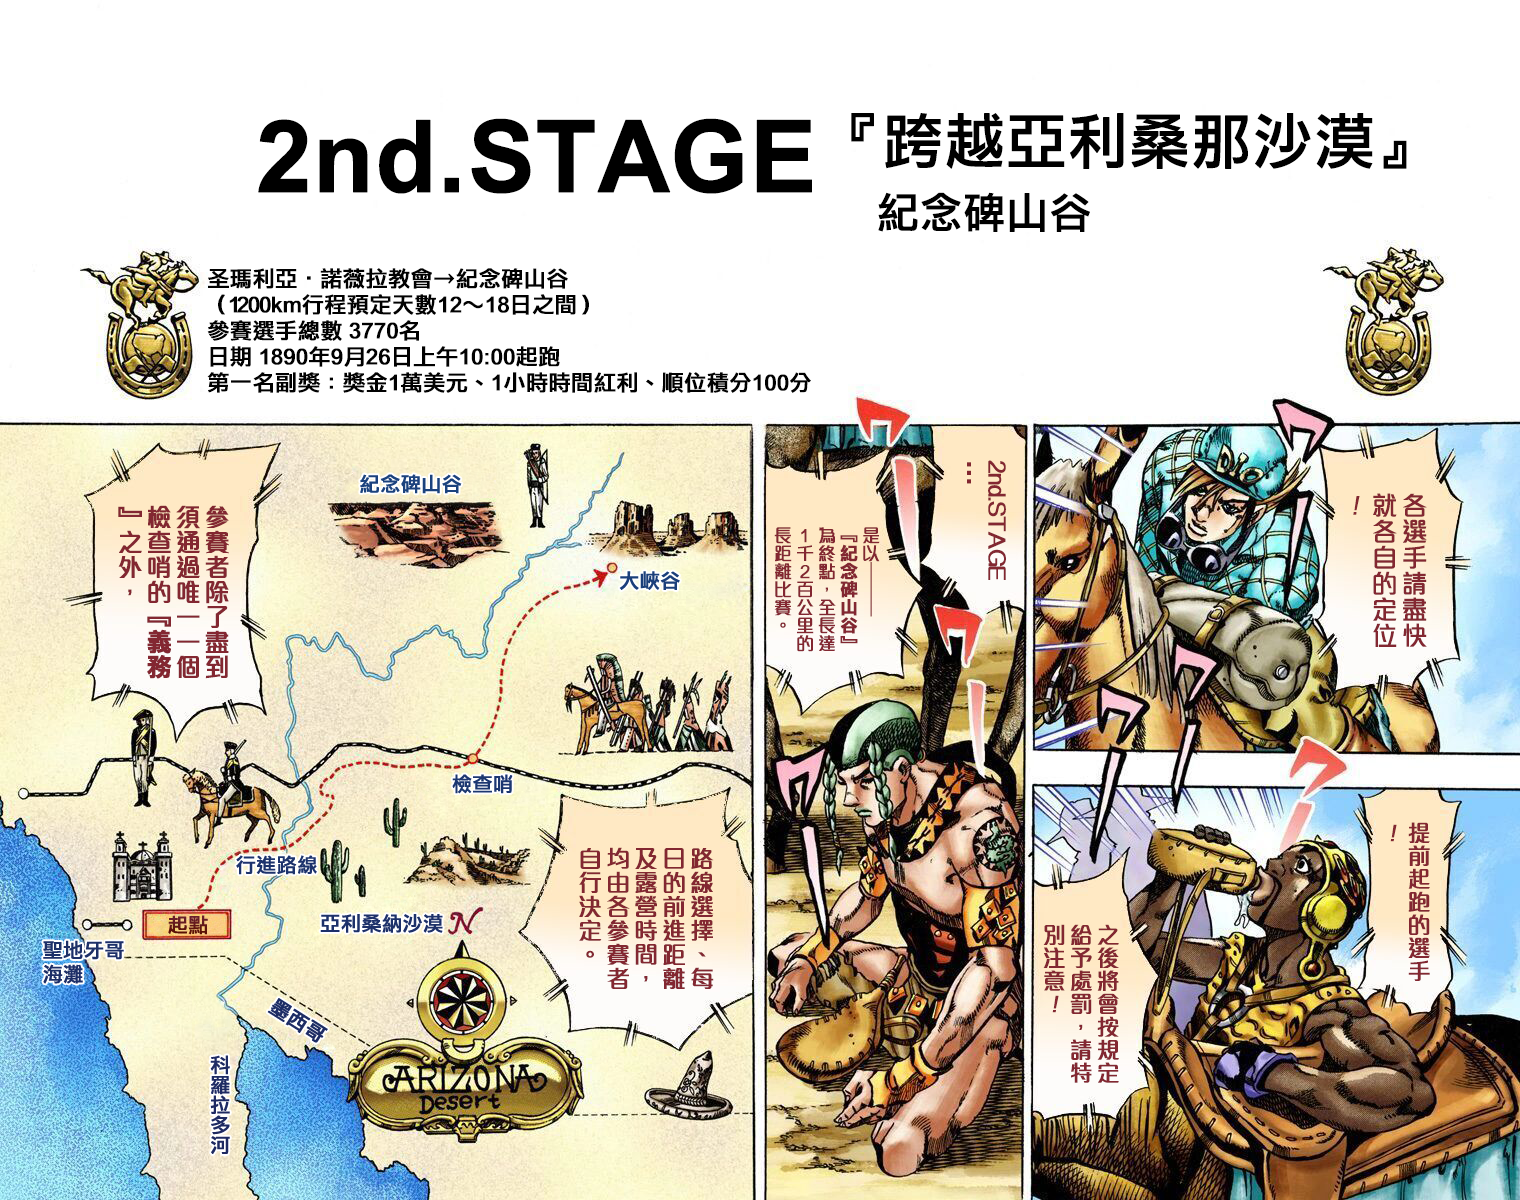 2nd.STAGE
『跨越亞利桑那沙漠』
紀念碑山谷
圣瑪利亞・諾薇拉教會→紀念碑山谷
（1200km行程預定天數12～18日之間）
參賽選手總數 3770名
日期 1890年9月26日上午10:00起跑
第一名副獎：獎金1萬美元、1小時時間紅利、順位積分100分
各選手請盡快
就各自的定位
！
DIO
提前起跑的選手
！
之後將會按規定
給予處罰，請特
別注意！
2nd.STAGE
…
是以——
『紀念碑山谷』
為終點，全長達
1千2百公里的
長距離比賽。
參賽者除了盡到
須通過唯一一個
檢查哨的『義務
』之外，
路線選擇、每
日的前進距離
及露營時間，
均由各參賽者
自行決定。
紀念碑山谷
大峽谷
檢查哨
行進路線
起點
亞利桑納沙漠
N
聖地牙哥
海灘
墨西哥
科羅拉多河
ARIZONA
Desert
ワ
ワ
ワ
ワ
ワ
ワ
ワ
！
！
！
！
！
！
！